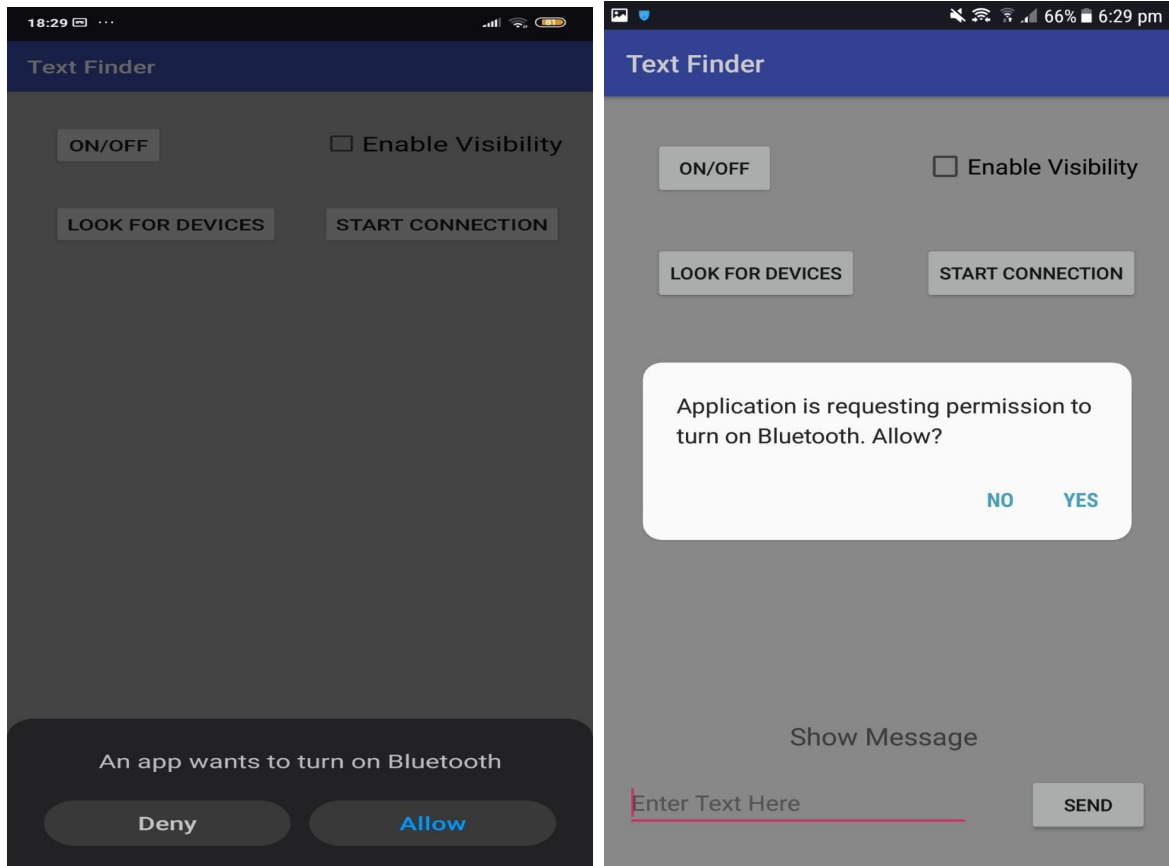 18:29 ...
81
Text Finder
ON/OFF
Enable Visibility
LOOK FOR DEVICES
START CONNECTION
An app wants to turn on Bluetooth
Deny
Allow
66% 6:29 pm
Text Finder
ON/OFF
Enable Visibility
LOOK FOR DEVICES
START CONNECTION
Application is requesting permission to
turn on Bluetooth. Allow?
NO
YES
Show Message
Enter Text Here
SEND